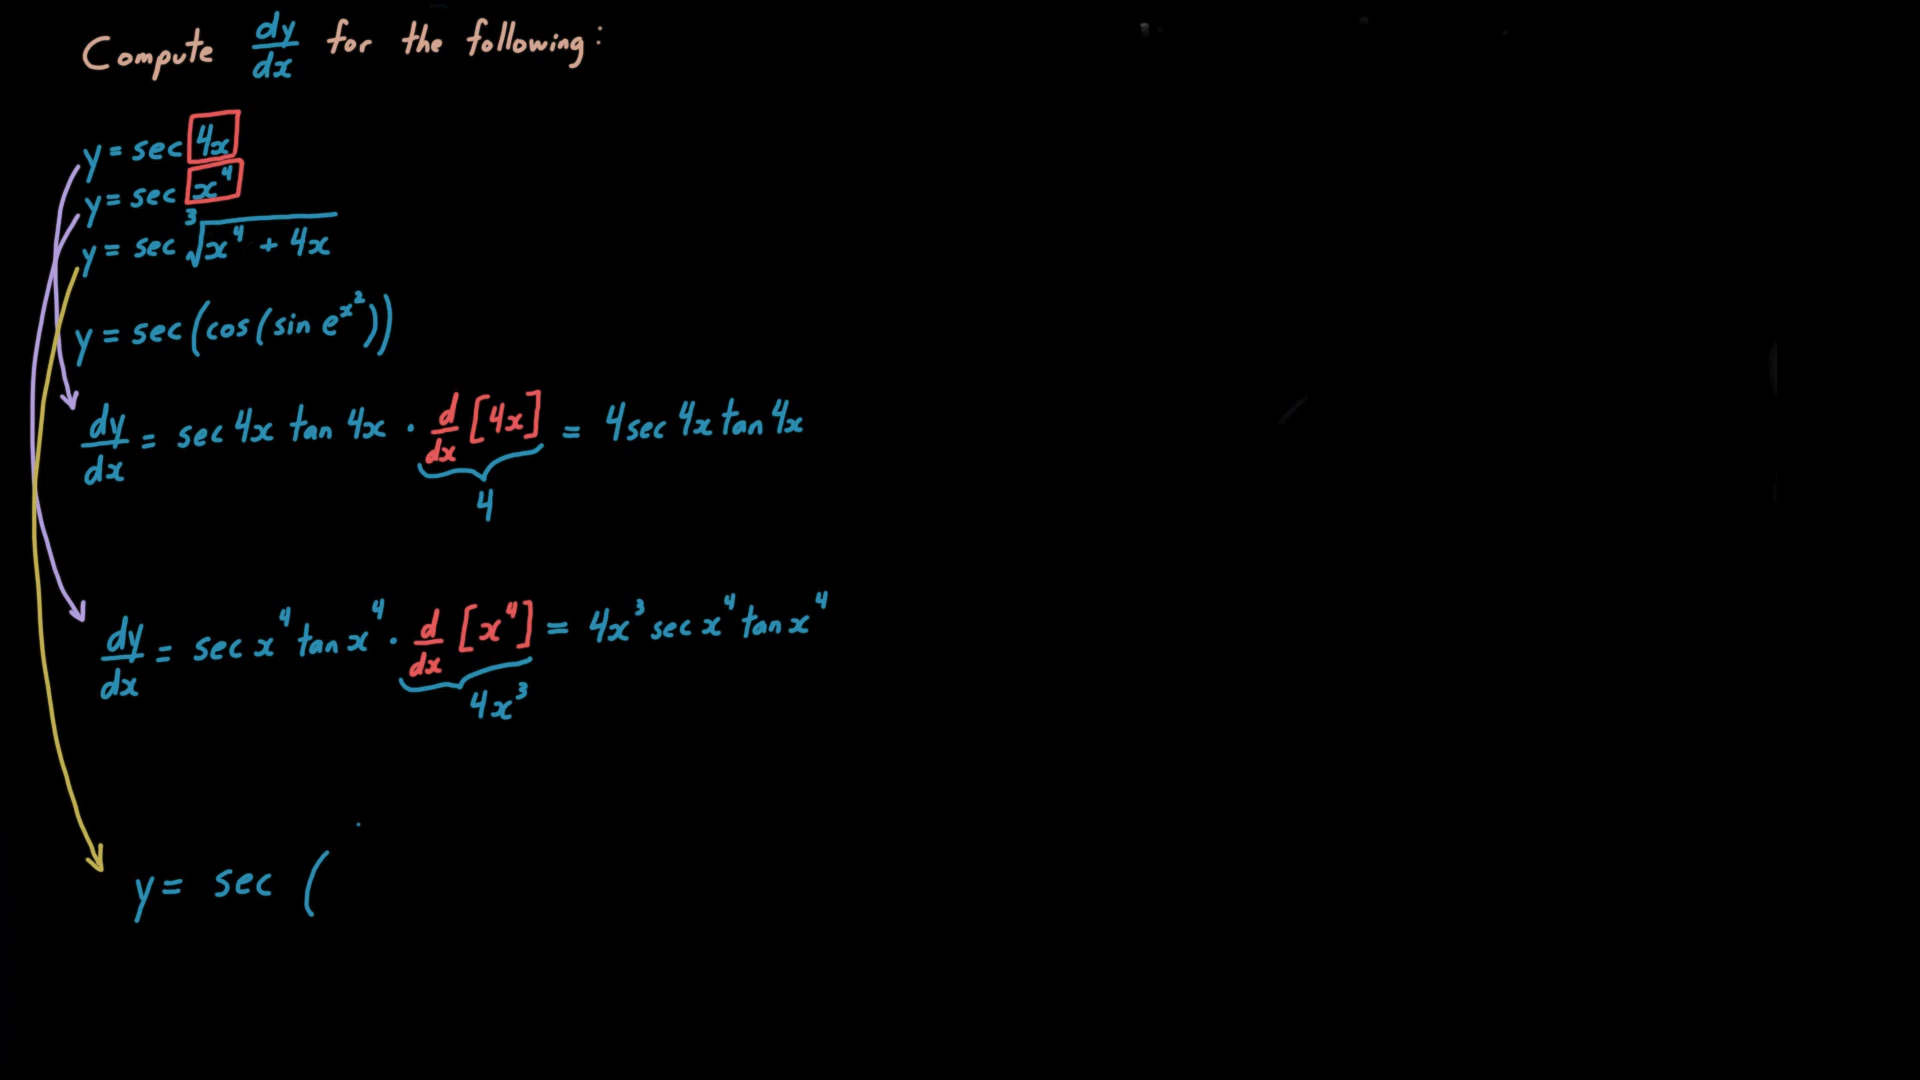 Compute dy/dx for the following:
y = sec 4x
y = sec x⁴
y = sec ∛(x⁴ + 4x)
y = sec(cos(sin e^x²))
dy/dx = sec 4x tan 4x · d/dx [4x] = 4 sec 4x tan 4x
4
dy/dx = sec x⁴ tan x⁴ · d/dx [x⁴] = 4x³ sec x⁴ tan x⁴
4x³
y = sec (